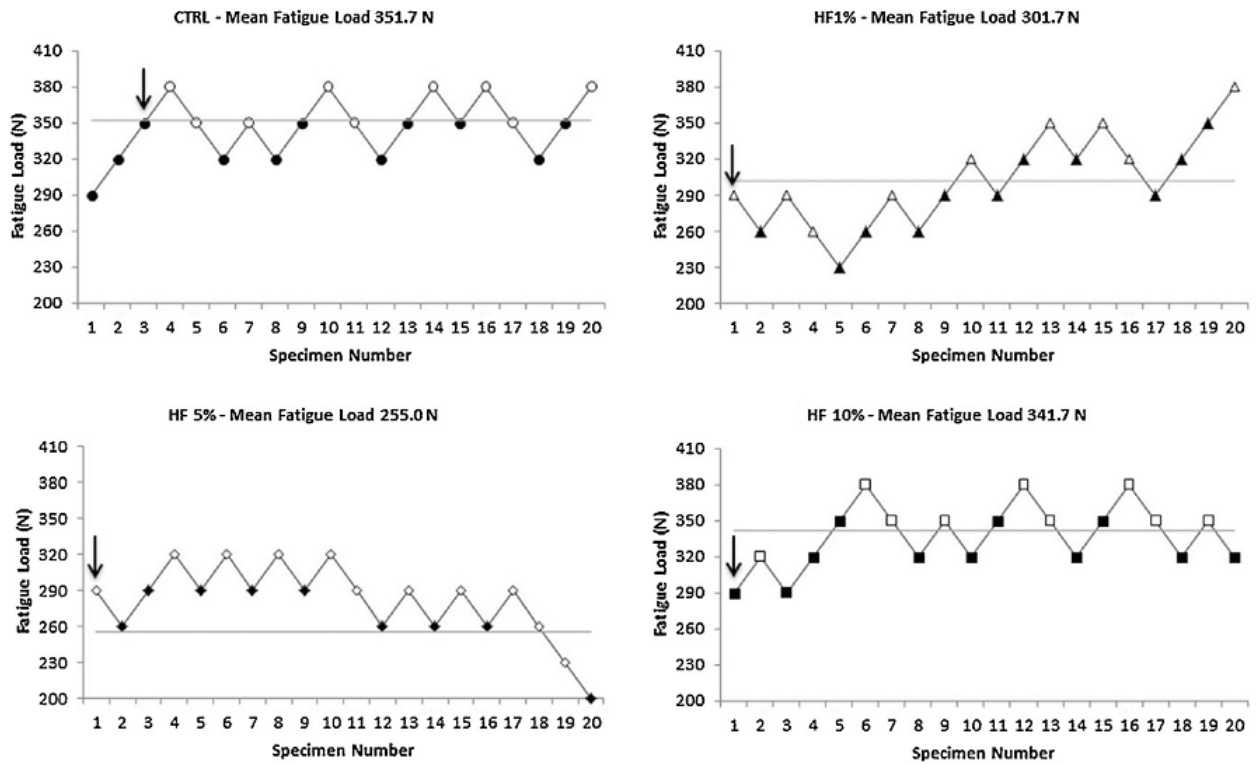 CTRL - Mean Fatigue Load 351.7 N
410
380
350
320
290
260
230
200
Fatigue Load (N)
1 2 3 4 5 6 7 8 9 10 11 12 13 14 15 16 17 18 19 20
Specimen Number
HF1% - Mean Fatigue Load 301.7 N
410
380
350
320
290
260
230
200
Fatigue Load (N)
1 2 3 4 5 6 7 8 9 10 11 12 13 14 15 16 17 18 19 20
Specimen Number
HF 5% - Mean Fatigue Load 255.0 N
410
380
350
320
290
260
230
200
Fatigue Load (N)
1 2 3 4 5 6 7 8 9 10 11 12 13 14 15 16 17 18 19 20
Specimen Number
HF 10% - Mean Fatigue Load 341.7 N
410
380
350
320
290
260
230
200
Fatigue Load (N)
1 2 3 4 5 6 7 8 9 10 11 12 13 14 15 16 17 18 19 20
Specimen Number